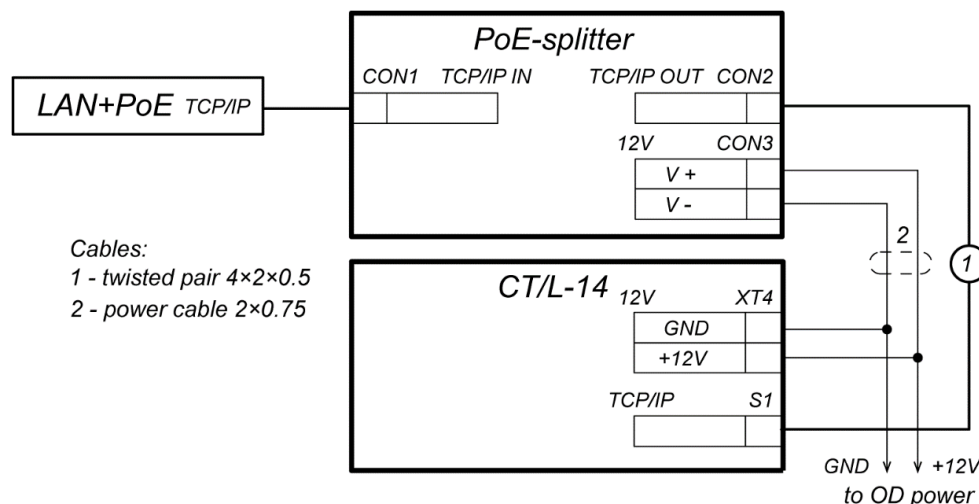 PoE-splitter
CON1 TCP/IP IN TCP/IP OUT CON2
LAN+PoE TCP/IP
12V CON3
V +
V -
2
1
Cables:
1 - twisted pair 4×2×0.5
2 - power cable 2×0.75
CT/L-14
12V XT4
GND
+12V
TCP/IP S1
GND +12V
to OD power